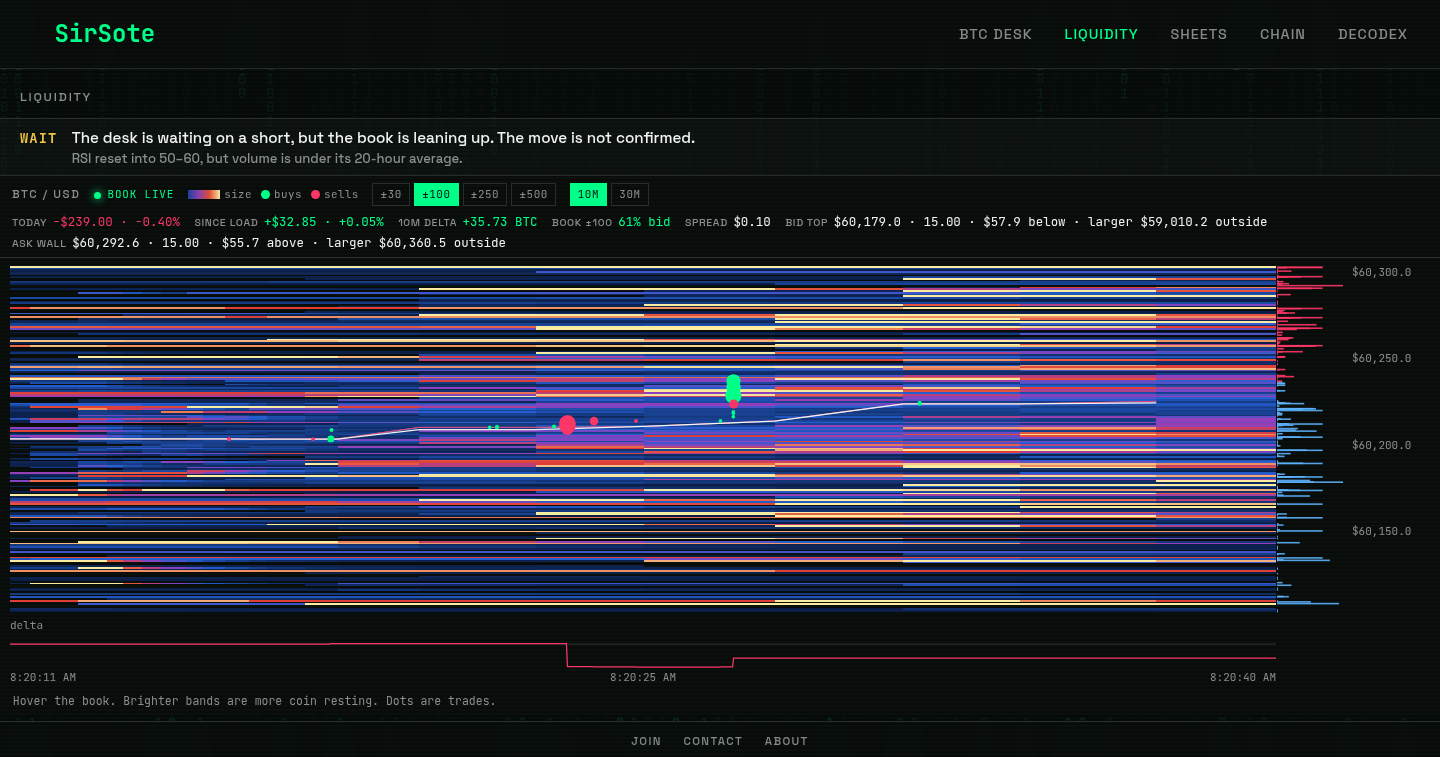 SirSote
BTC DESK LIQUIDITY SHEETS CHAIN DECODEX
LIQUIDITY
WAIT The desk is waiting on a short, but the book is leaning up. The move is not confirmed.
RSI reset into 50–60, but volume is under its 20-hour average.
BTC / USD BOOK LIVE size buys sells ±30 ±100 ±250 ±500 10M 30M
TODAY -$239.00 · -0.40% SINCE LOAD +$32.85 · +0.05% 10M DELTA +35.73 BTC BOOK ±100 61% bid SPREAD $0.10 BID TOP $60,179.0 · 15.00 · $57.9 below · larger $59,010.2 outside
ASK WALL $60,292.6 · 15.00 · $55.7 above · larger $60,360.5 outside
$60,300.0
$60,250.0
$60,200.0
$60,150.0
delta
8:20:11 AM 8:20:25 AM 8:20:40 AM
Hover the book. Brighter bands are more coin resting. Dots are trades.
JOIN CONTACT ABOUT